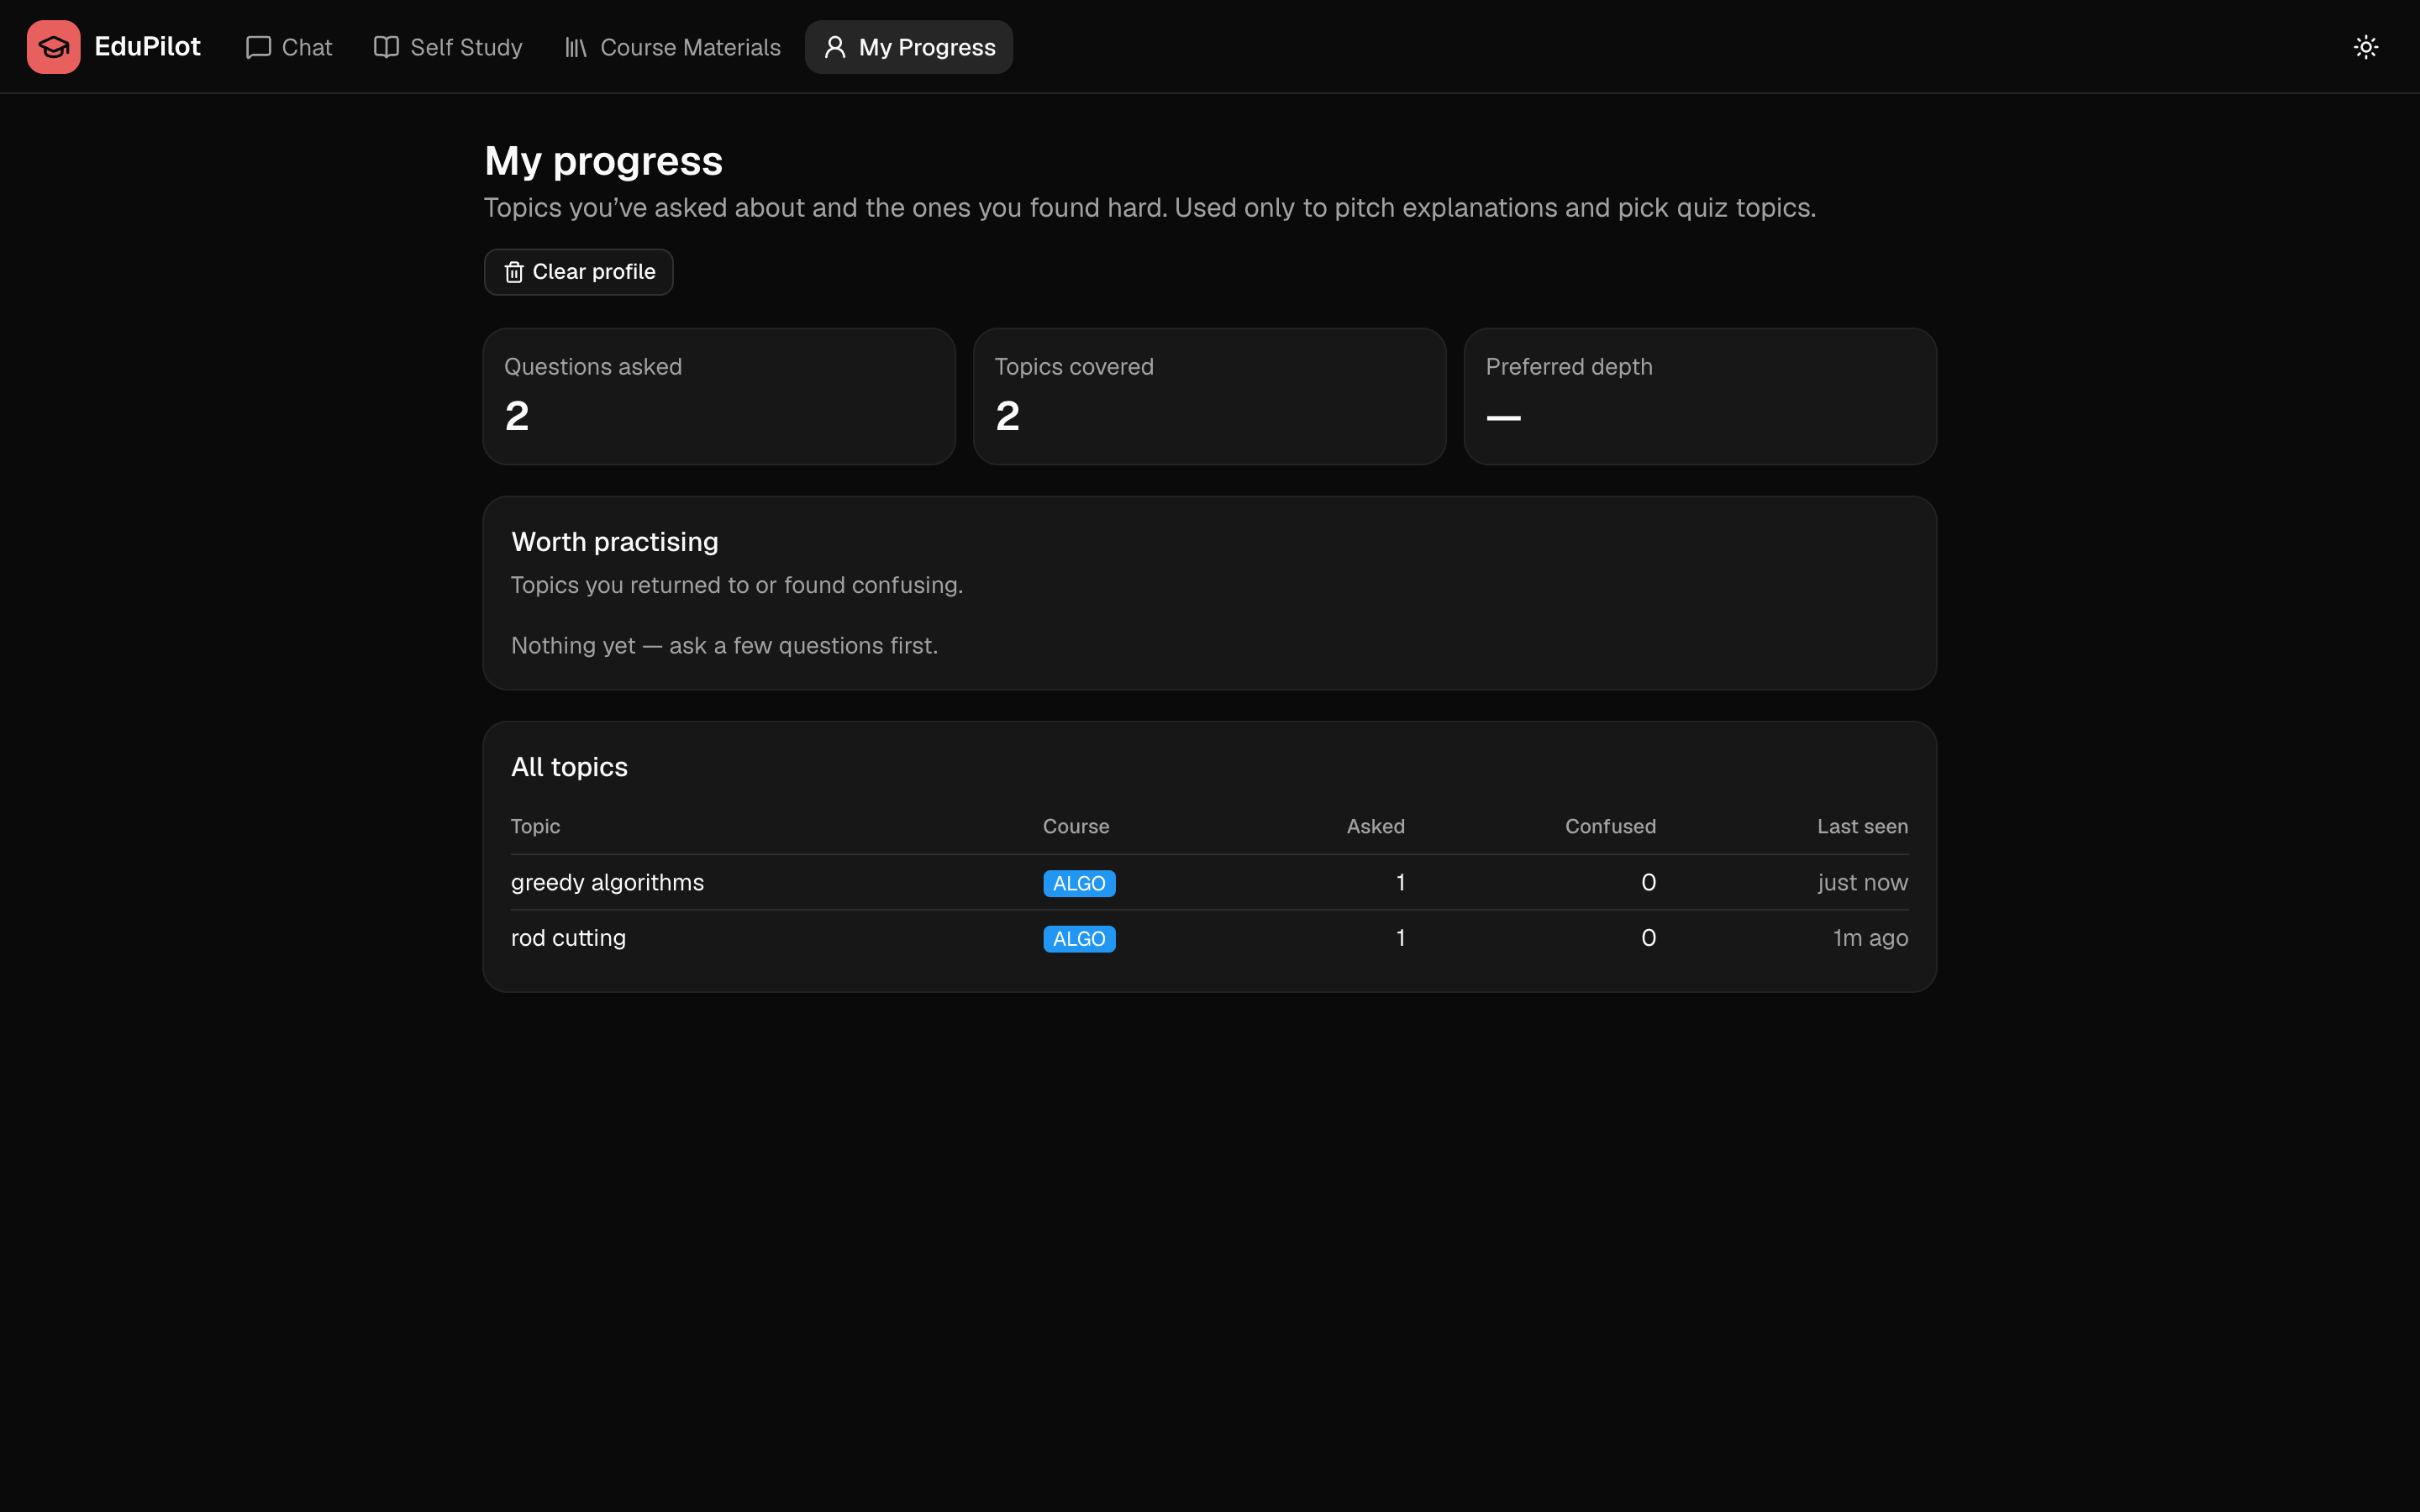 EduPilot Chat Self Study Course Materials My Progress
My progress
Topics you’ve asked about and the ones you found hard. Used only to pitch explanations and pick quiz topics.
Clear profile
Questions asked
2
Topics covered
2
Preferred depth
—
Worth practising
Topics you returned to or found confusing.
Nothing yet — ask a few questions first.
All topics
Topic Course Asked Confused Last seen
greedy algorithms ALGO 1 0 just now
rod cutting ALGO 1 0 1m ago